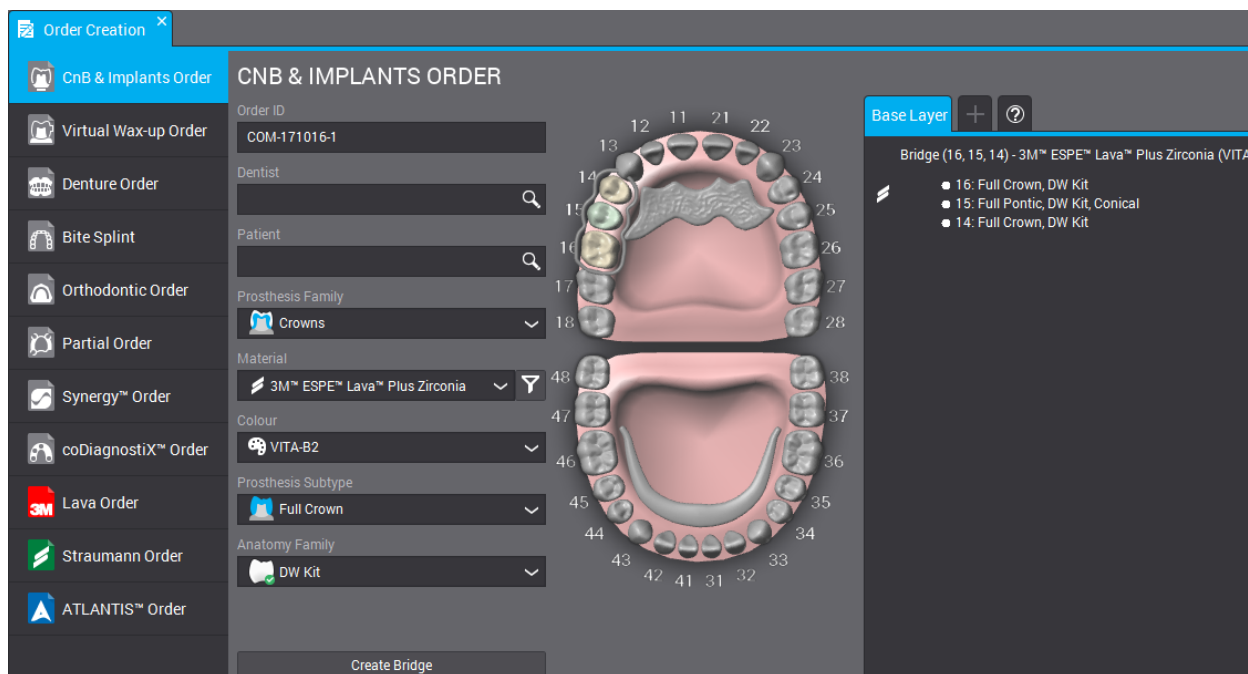 Order Creation
CnB & Implants Order
Virtual Wax-up Order
Denture Order
Bite Splint
Orthodontic Order
Partial Order
Synergy™ Order
coDiagnostiX™ Order
3M
Lava Order
Straumann Order
ATLANTIS™ Order
CNB & IMPLANTS ORDER
Order ID
COM-171016-1
Dentist
Patient
Prosthesis Family
Crowns
Material
3M™ ESPE™ Lava™ Plus Zirconia
Colour
VITA-B2
Prosthesis Subtype
Full Crown
Anatomy Family
DW Kit
Create Bridge
12 11 21 22
13 23
14 24
15 25
16 26
17 27
18 28
48 38
47 37
46 36
45 35
44 34
43 33
42 41 31 32
Base Layer + ?
Bridge (16, 15, 14) - 3M™ ESPE™ Lava™ Plus Zirconia (VITA
16: Full Crown, DW Kit
15: Full Pontic, DW Kit, Conical
14: Full Crown, DW Kit